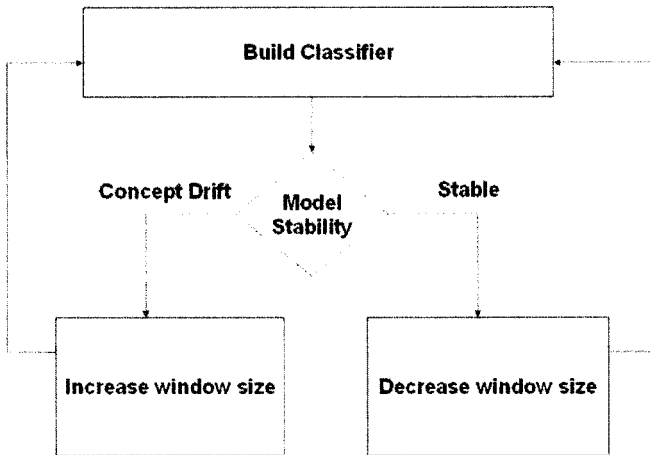 Build Classifier
Concept Drift
Stable
Model
Stability
Increase window size
Decrease window size